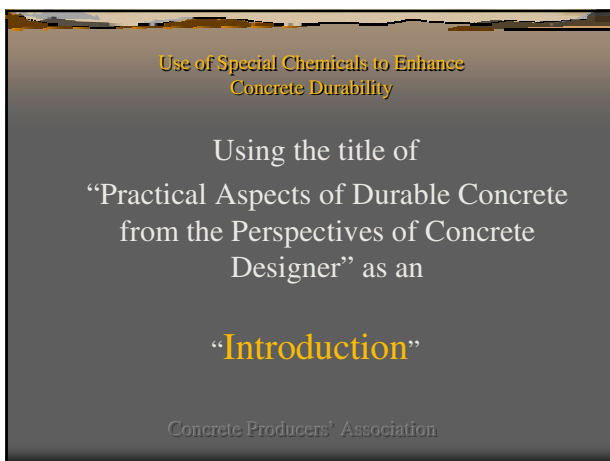 Use of Special Chemicals to Enhance
Concrete Durability
Using the title of
“Practical Aspects of Durable Concrete
from the Perspectives of Concrete
Designer” as an
“Introduction”
Concrete Producers’ Association